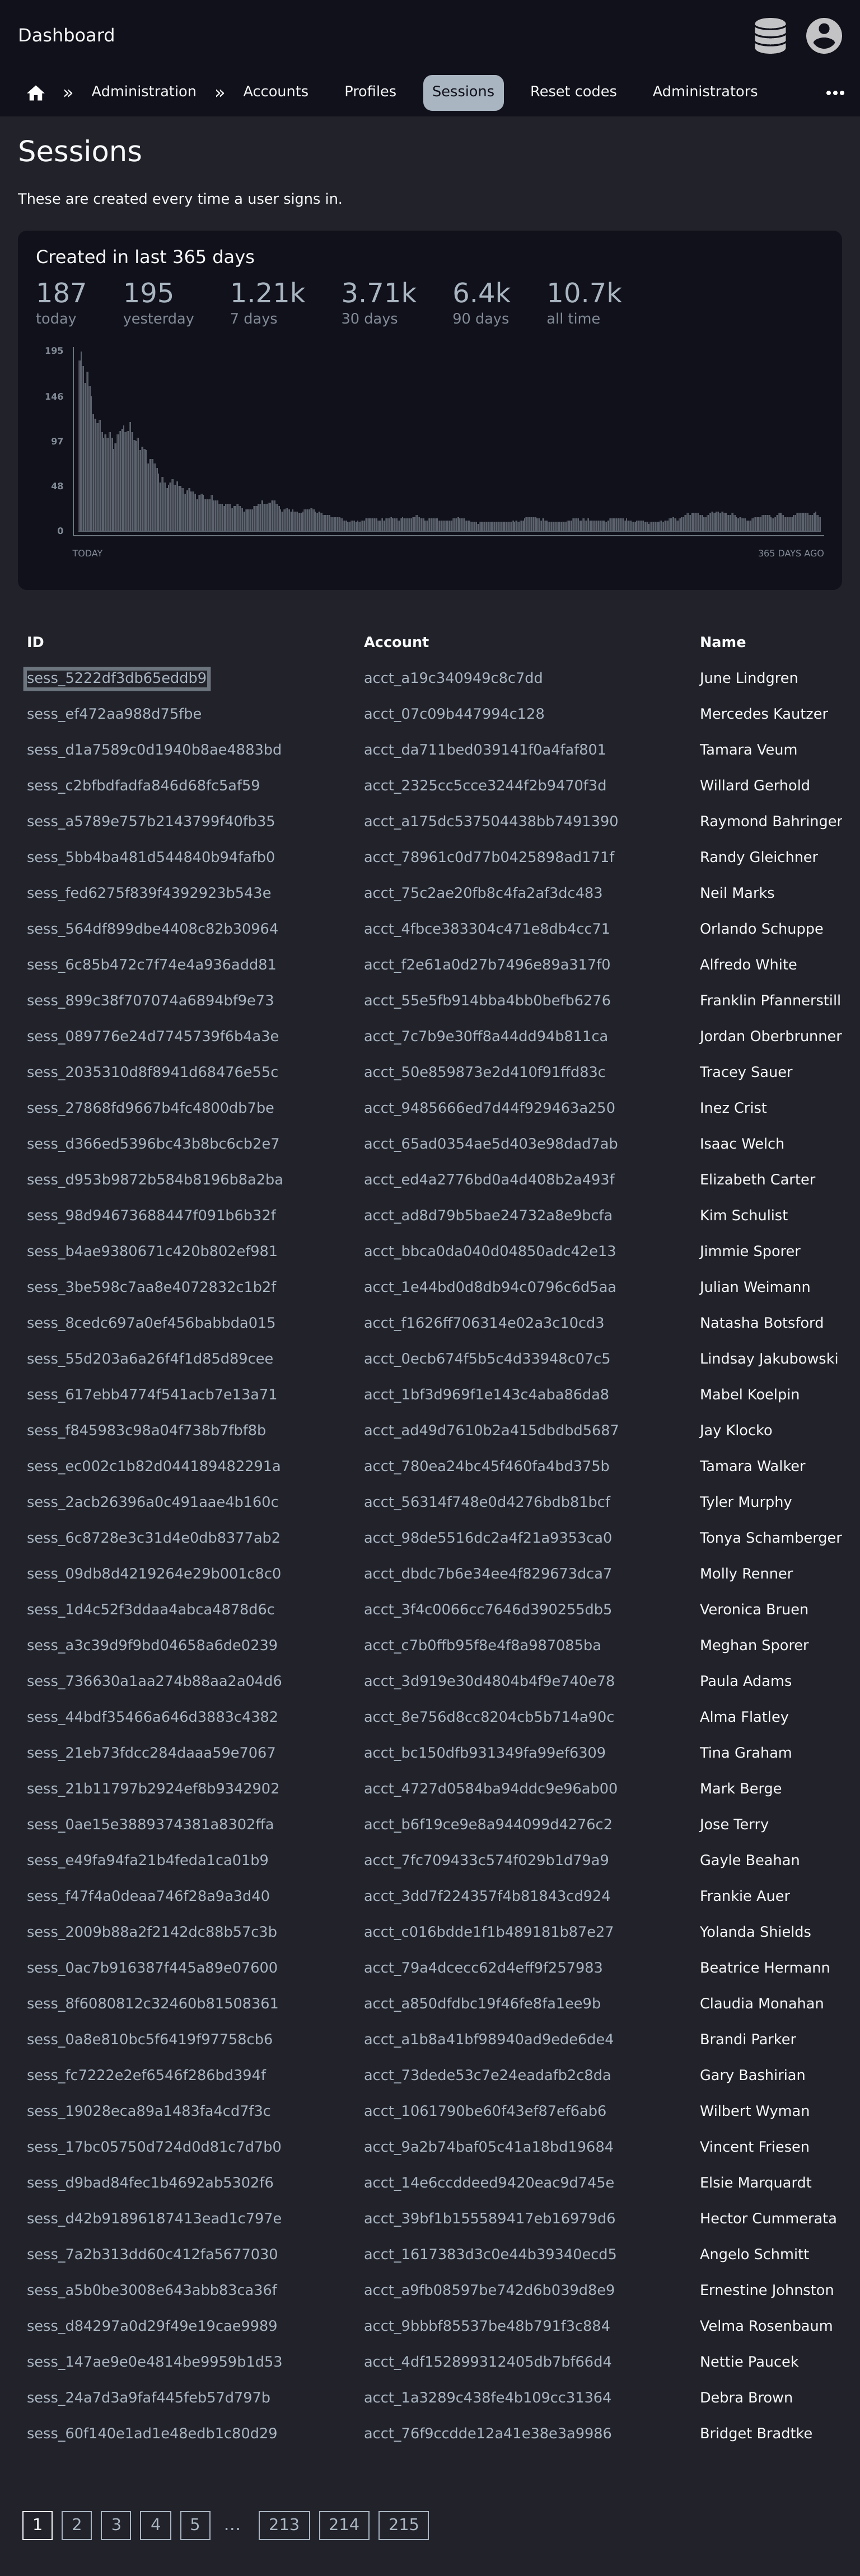 Dashboard
» Administration » Accounts Profiles Sessions Reset codes Administrators
Sessions
These are created every time a user signs in.
Created in last 365 days
187 195 1.21k 3.71k 6.4k 10.7k
today yesterday 7 days 30 days 90 days all time
195
146
97
48
0
TODAY 365 DAYS AGO
ID Account Name
sess_5222df3db65eddb9 acct_a19c340949c8c7dd June Lindgren
sess_ef472aa988d75fbe acct_07c09b447994c128 Mercedes Kautzer
sess_d1a7589c0d1940b8ae4883bd acct_da711bed039141f0a4faf801 Tamara Veum
sess_c2bfbdfadfa846d68fc5af59 acct_2325cc5cce3244f2b9470f3d Willard Gerhold
sess_a5789e757b2143799f40fb35 acct_a175dc537504438bb7491390 Raymond Bahringer
sess_5bb4ba481d544840b94fafb0 acct_78961c0d77b0425898ad171f Randy Gleichner
sess_fed6275f839f4392923b543e acct_75c2ae20fb8c4fa2af3dc483 Neil Marks
sess_564df899dbe4408c82b30964 acct_4fbce383304c471e8db4cc71 Orlando Schuppe
sess_6c85b472c7f74e4a936add81 acct_f2e61a0d27b7496e89a317f0 Alfredo White
sess_899c38f707074a6894bf9e73 acct_55e5fb914bba4bb0befb6276 Franklin Pfannerstill
sess_089776e24d7745739f6b4a3e acct_7c7b9e30ff8a44dd94b811ca Jordan Oberbrunner
sess_2035310d8f8941d68476e55c acct_50e859873e2d410f91ffd83c Tracey Sauer
sess_27868fd9667b4fc4800db7be acct_9485666ed7d44f929463a250 Inez Crist
sess_d366ed5396bc43b8bc6cb2e7 acct_65ad0354ae5d403e98dad7ab Isaac Welch
sess_d953b9872b584b8196b8a2ba acct_ed4a2776bd0a4d408b2a493f Elizabeth Carter
sess_98d94673688447f091b6b32f acct_ad8d79b5bae24732a8e9bcfa Kim Schulist
sess_b4ae9380671c420b802ef981 acct_bbca0da040d04850adc42e13 Jimmie Sporer
sess_3be598c7aa8e4072832c1b2f acct_1e44bd0d8db94c0796c6d5aa Julian Weimann
sess_8cedc697a0ef456babbda015 acct_f1626ff706314e02a3c10cd3 Natasha Botsford
sess_55d203a6a26f4f1d85d89cee acct_0ecb674f5b5c4d33948c07c5 Lindsay Jakubowski
sess_617ebb4774f541acb7e13a71 acct_1bf3d969f1e143c4aba86da8 Mabel Koelpin
sess_f845983c98a04f738b7fbf8b acct_ad49d7610b2a415dbdbd5687 Jay Klocko
sess_ec002c1b82d044189482291a acct_780ea24bc45f460fa4bd375b Tamara Walker
sess_2acb26396a0c491aae4b160c acct_56314f748e0d4276bdb81bcf Tyler Murphy
sess_6c8728e3c31d4e0db8377ab2 acct_98de5516dc2a4f21a9353ca0 Tonya Schamberger
sess_09db8d4219264e29b001c8c0 acct_dbdc7b6e34ee4f829673dca7 Molly Renner
sess_1d4c52f3ddaa4abca4878d6c acct_3f4c0066cc7646d390255db5 Veronica Bruen
sess_a3c39d9f9bd04658a6de0239 acct_c7b0ffb95f8e4f8a987085ba Meghan Sporer
sess_736630a1aa274b88aa2a04d6 acct_3d919e30d4804b4f9e740e78 Paula Adams
sess_44bdf35466a646d3883c4382 acct_8e756d8cc8204cb5b714a90c Alma Flatley
sess_21eb73fdcc284daaa59e7067 acct_bc150dfb931349fa99ef6309 Tina Graham
sess_21b11797b2924ef8b9342902 acct_4727d0584ba94ddc9e96ab00 Mark Berge
sess_0ae15e3889374381a8302ffa acct_b6f19ce9e8a944099d4276c2 Jose Terry
sess_e49fa94fa21b4feda1ca01b9 acct_7fc709433c574f029b1d79a9 Gayle Beahan
sess_f47f4a0deaa746f28a9a3d40 acct_3dd7f224357f4b81843cd924 Frankie Auer
sess_2009b88a2f2142dc88b57c3b acct_c016bdde1f1b489181b87e27 Yolanda Shields
sess_0ac7b916387f445a89e07600 acct_79a4dcecc62d4eff9f257983 Beatrice Hermann
sess_8f6080812c32460b81508361 acct_a850dfdbc19f46fe8fa1ee9b Claudia Monahan
sess_0a8e810bc5f6419f97758cb6 acct_a1b8a41bf98940ad9ede6de4 Brandi Parker
sess_fc7222e2ef6546f286bd394f acct_73dede53c7e24eadafb2c8da Gary Bashirian
sess_19028eca89a1483fa4cd7f3c acct_1061790be60f43ef87ef6ab6 Wilbert Wyman
sess_17bc05750d724d0d81c7d7b0 acct_9a2b74baf05c41a18bd19684 Vincent Friesen
sess_d9bad84fec1b4692ab5302f6 acct_14e6ccddeed9420eac9d745e Elsie Marquardt
sess_d42b91896187413ead1c797e acct_39bf1b155589417eb16979d6 Hector Cummerata
sess_7a2b313dd60c412fa5677030 acct_1617383d3c0e44b39340ecd5 Angelo Schmitt
sess_a5b0be3008e643abb83ca36f acct_a9fb08597be742d6b039d8e9 Ernestine Johnston
sess_d84297a0d29f49e19cae9989 acct_9bbbf85537be48b791f3c884 Velma Rosenbaum
sess_147ae9e0e4814be9959b1d53 acct_4df152899312405db7bf66d4 Nettie Paucek
sess_24a7d3a9faf445feb57d797b acct_1a3289c438fe4b109cc31364 Debra Brown
sess_60f140e1ad1e48edb1c80d29 acct_76f9ccdde12a41e38e3a9986 Bridget Bradtke
1 2 3 4 5 … 213 214 215